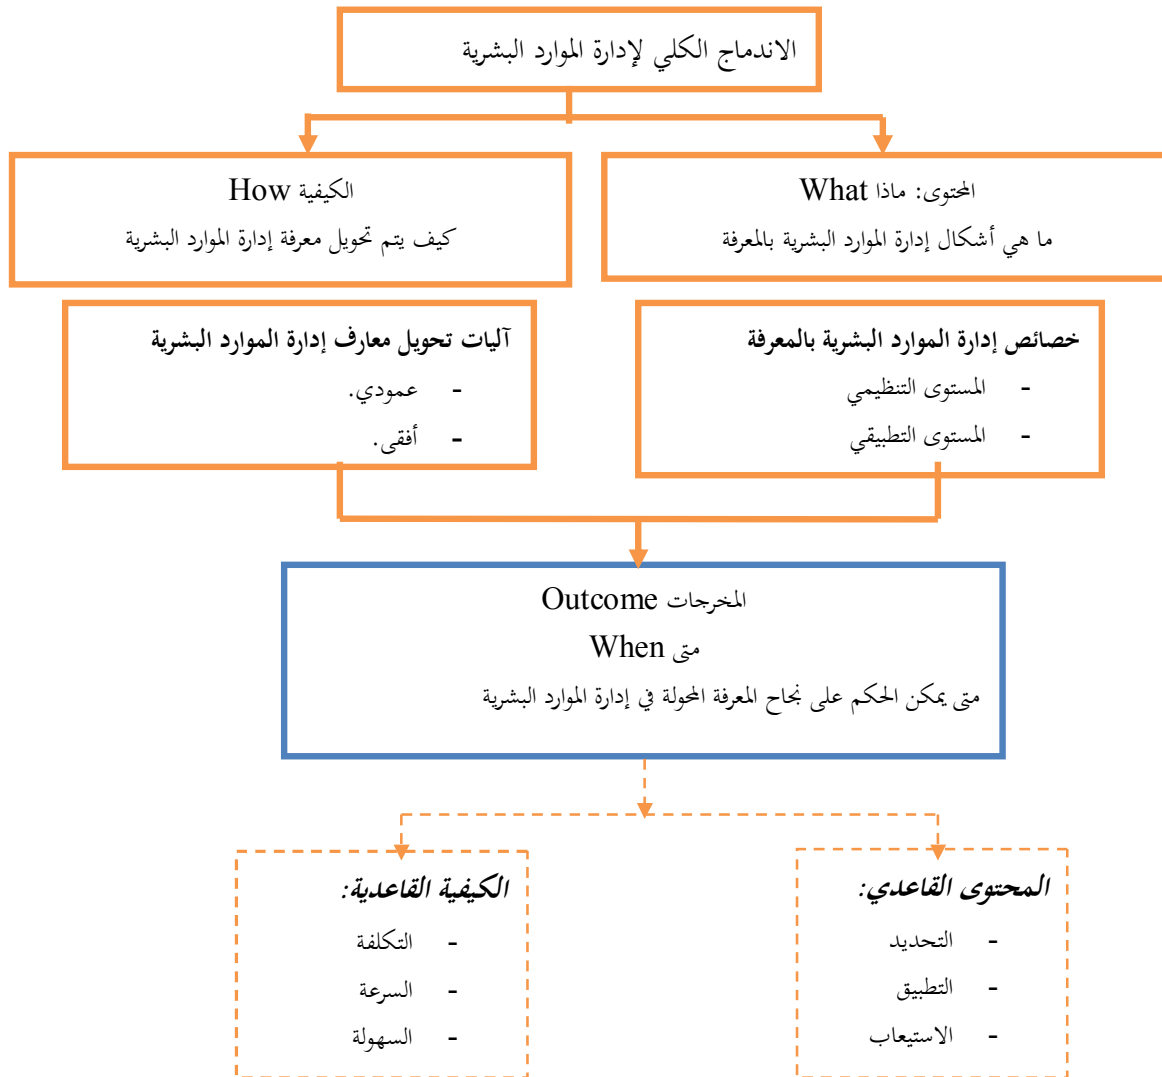 الاندماج الكلي لإدارة الموارد البشرية
المحتوى: ماذا What
ما هي أشكال إدارة الموارد البشرية بالمعرفة
الكيفية How
كيف يتم تحويل معرفة إدارة الموارد البشرية
خصائص إدارة الموارد البشرية بالمعرفة
- المستوى التنظيمي
- المستوى التطبيقي
آليات تحويل معارف إدارة الموارد البشرية
- عمودي.
- أفقي.
المخرجات Outcome
متى When
متى يمكن الحكم على نجاح المعرفة المحولة في إدارة الموارد البشرية
المحتوى القاعدي:
- التحديد
- التطبيق
- الاستيعاب
الكيفية القاعدية:
- التكلفة
- السرعة
- السهولة